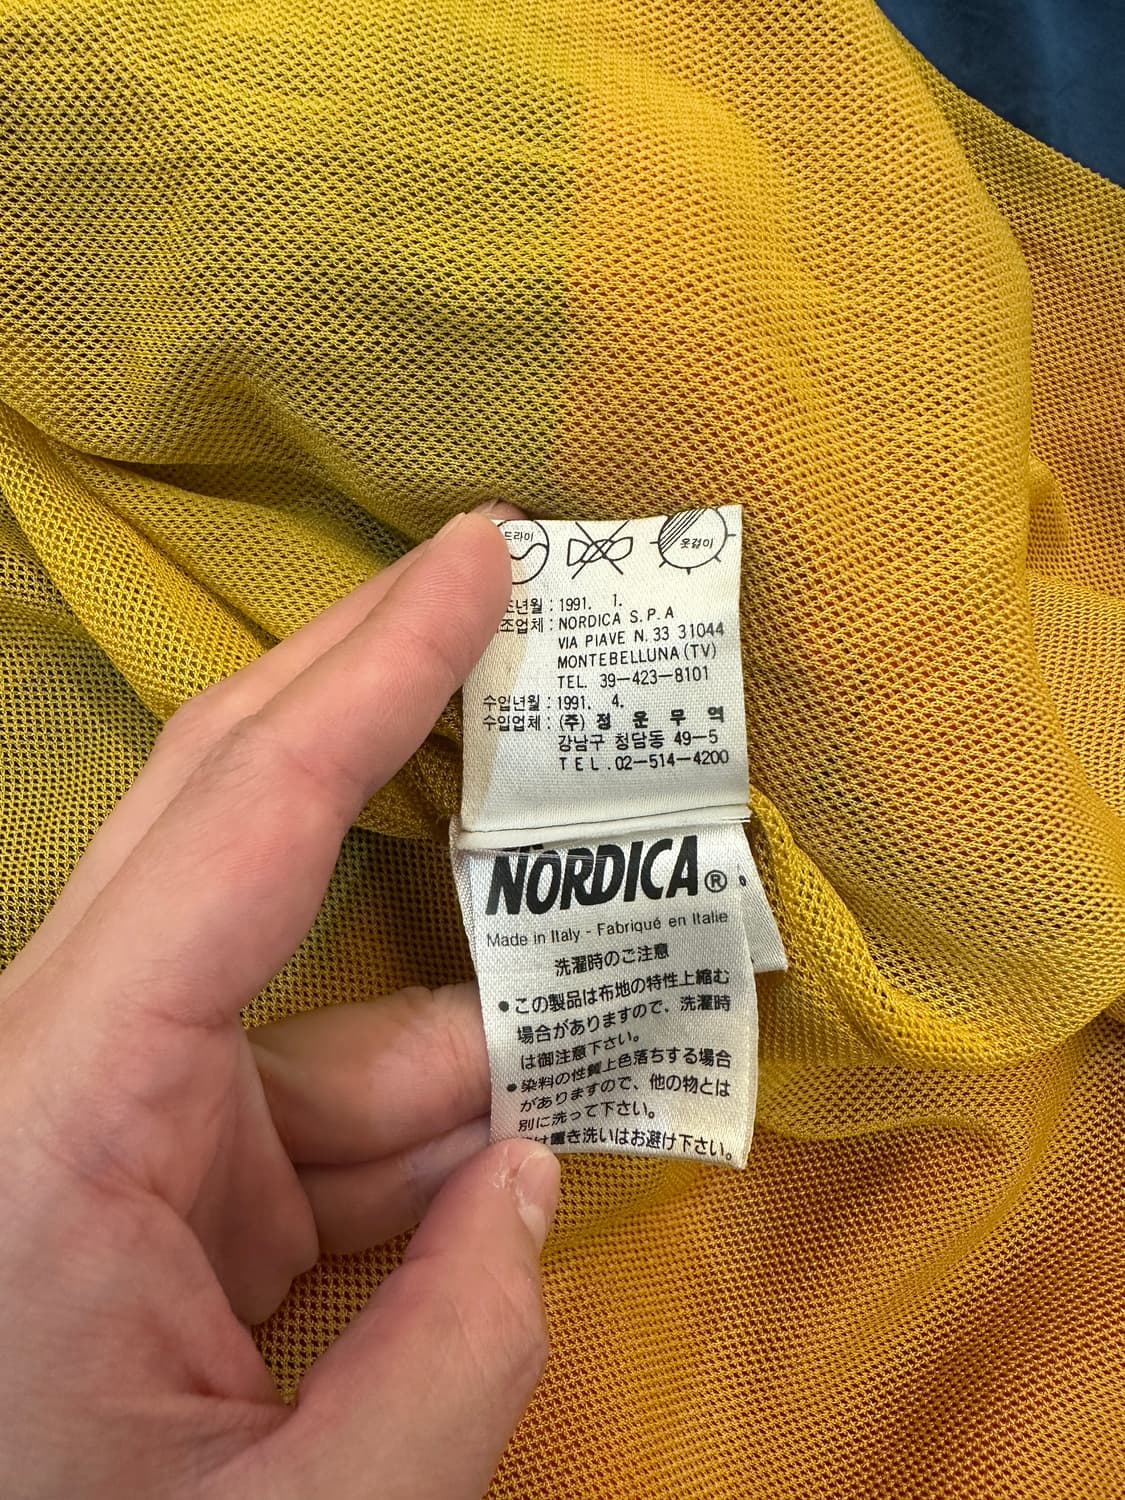 드라이
옷걸이
조년월 : 1991. 1.
조업체 : NORDICA S.P.A
VIA PIAVE N.33 31044
MONTEBELLUNA(TV)
TEL. 39-423-8101
수입년월 : 1991. 4.
수입업체 : (주) 정 운 무 역
강남구 청담동 49-5
TEL.02-514-4200
NORDICA®
Made in Italy - Fabriqué en Italie
洗濯時のご注意
●この製品は布地の特性上縮む
場合がありますので、洗濯時
は御注意下さい。
●染料の性質上色落ちする場合
がありますので、他の物とは
別に洗って下さい。
け置き洗いはお避け下さい。